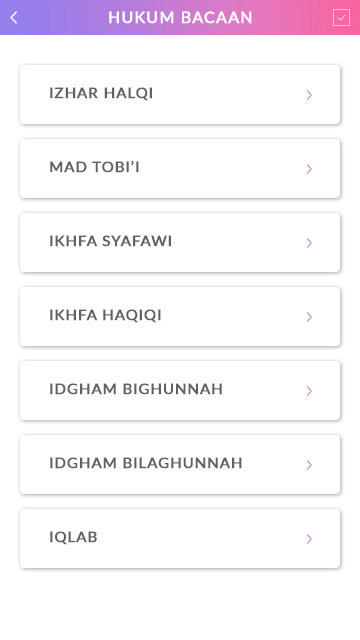 HUKUM BACAAN
IZHAR HALQI
MAD TOBI’I
IKHFA SYAFAWI
IKHFA HAQIQI
IDGHAM BIGHUNNAH
IDGHAM BILAGHUNNAH
IQLAB